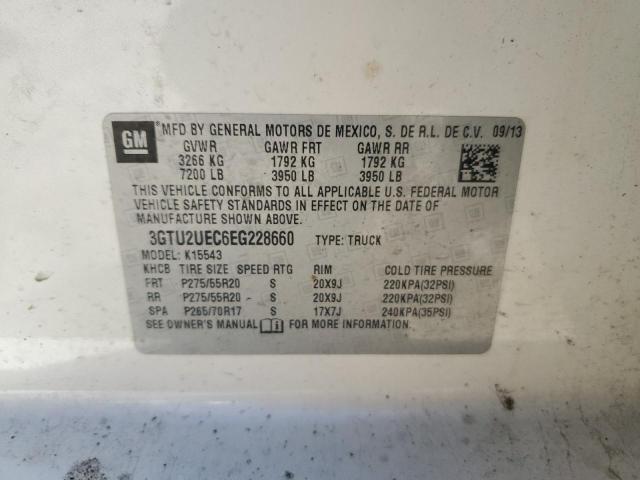 GM
MFD BY GENERAL MOTORS DE MEXICO, S. DE R.L. DE C.V. 09/13
GVWR GAWR FRT GAWR RR
3266 KG 1792 KG 1792 KG
7200 LB 3950 LB 3950 LB
THIS VEHICLE CONFORMS TO ALL APPLICABLE U.S. FEDERAL MOTOR
VEHICLE SAFETY STANDARDS IN EFFECT ON THE DATE OF
MANUFACTURE SHOWN ABOVE.
3GTU2UEC6EG228660 TYPE: TRUCK
MODEL: K15543
KHCB TIRE SIZE SPEED RTG RIM COLD TIRE PRESSURE
FRT P275/55R20 S 20X9J 220KPA(32PSI)
RR P275/55R20 S 20X9J 220KPA(32PSI)
SPA P265/70R17 S 17X7J 240KPA(35PSI)
SEE OWNER'S MANUAL FOR MORE INFORMATION.